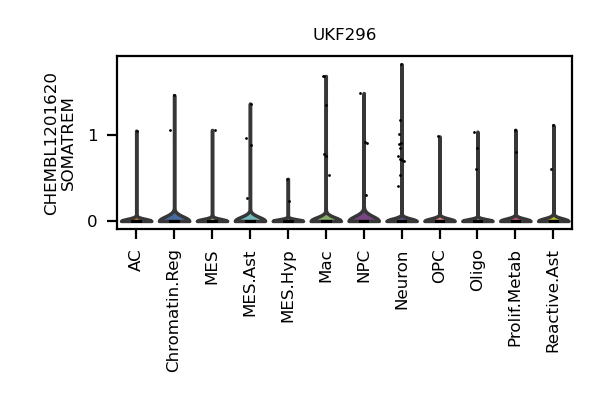 UKF296
CHEMBL1201620
SOMATREM
1
0
AC
Chromatin.Reg
MES
MES.Ast
MES.Hyp
Mac
NPC
Neuron
OPC
Oligo
Prolif.Metab
Reactive.Ast